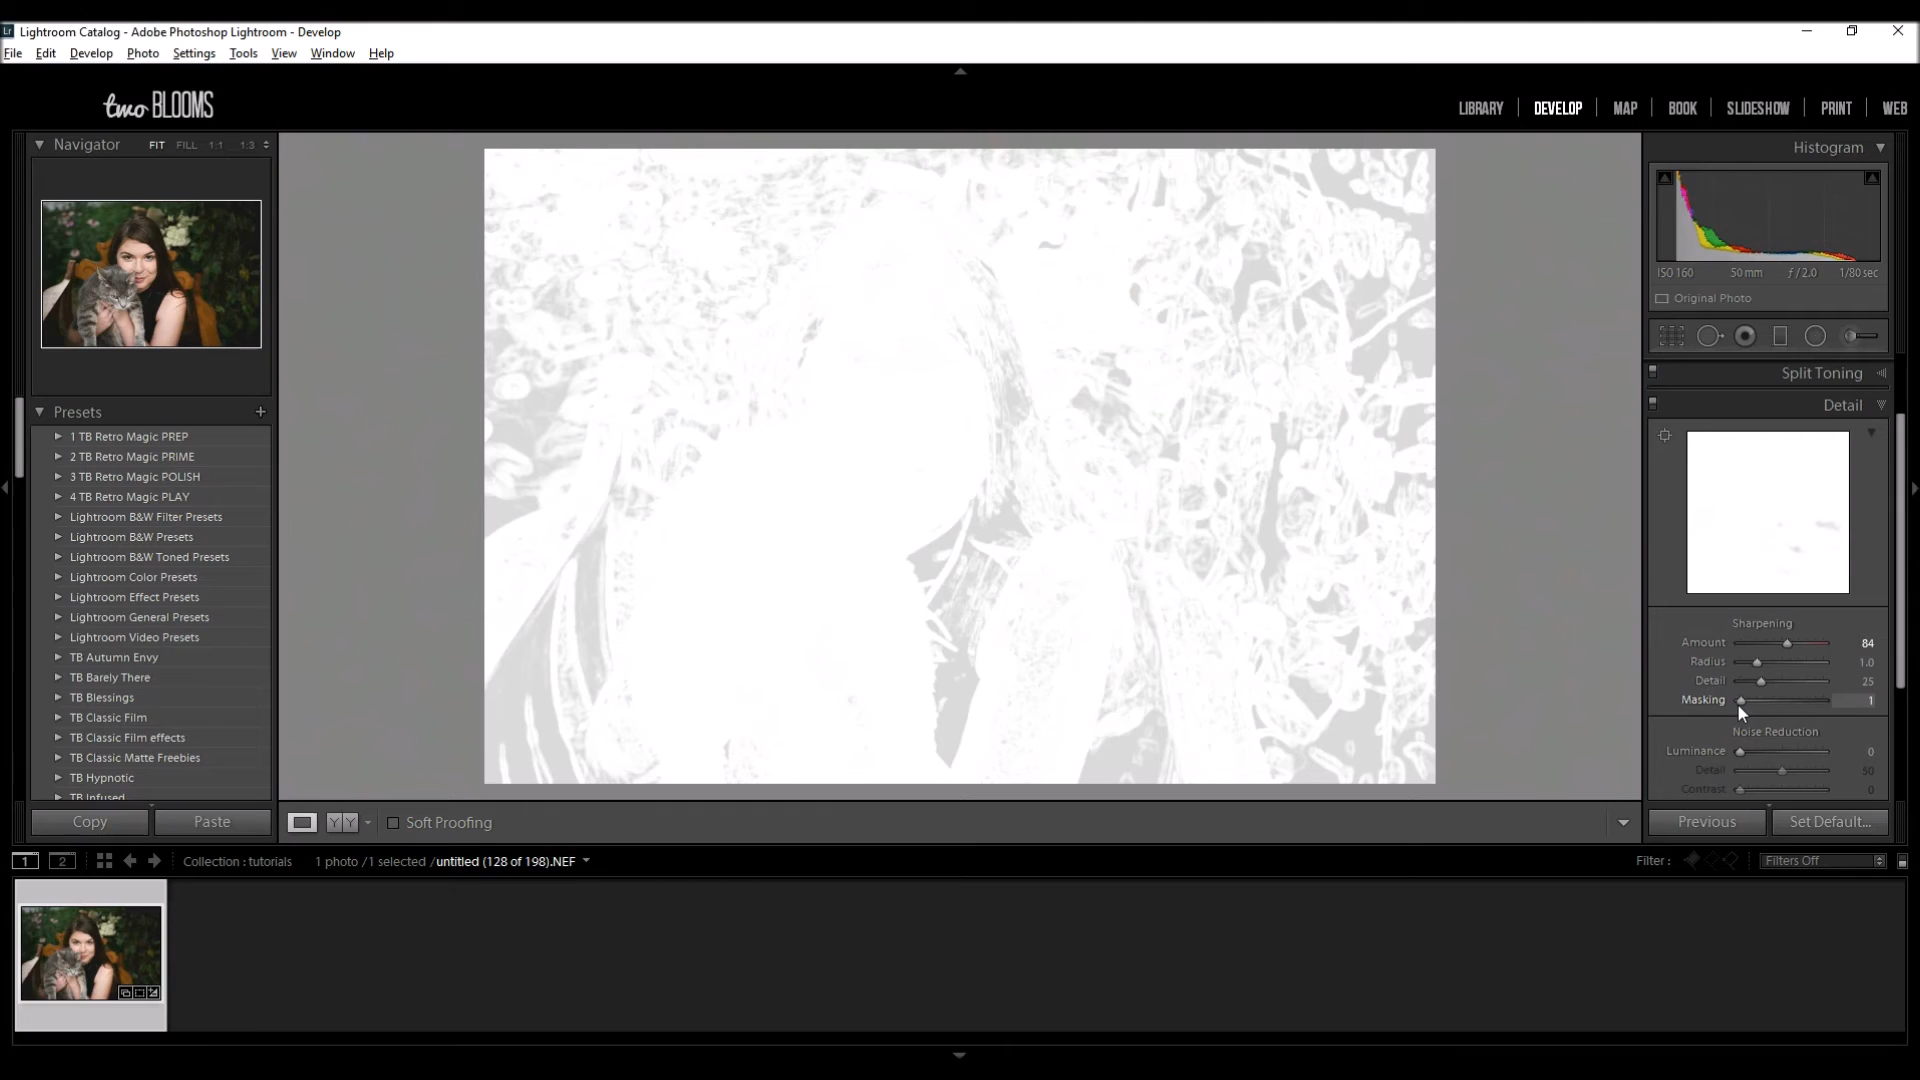 Lr Lightroom Catalog - Adobe Photoshop Lightroom - Develop
File Edit Develop Photo Settings Tools View Window Help
two BLOOMS
LIBRARY | DEVELOP | MAP | BOOK | SLIDESHOW | PRINT | WEB
Navigator FIT FILL 1:1 1:3
Histogram
ISO 160 50 mm ƒ / 2.0 1/80 sec
Original Photo
Split Toning
Detail
Presets +
1 TB Retro Magic PREP
2 TB Retro Magic PRIME
3 TB Retro Magic POLISH
4 TB Retro Magic PLAY
Lightroom B&W Filter Presets
Lightroom B&W Presets
Lightroom B&W Toned Presets
Lightroom Color Presets
Lightroom Effect Presets
Lightroom General Presets
Lightroom Video Presets
TB Autumn Envy
TB Barely There
TB Blessings
TB Classic Film
TB Classic Film effects
TB Classic Matte Freebies
TB Hypnotic
TB Infused
Sharpening
Amount 84
Radius 1.0
Detail 25
Masking 1
Noise Reduction
Luminance 0
Detail 50
Contrast 0
Copy Paste
YY Soft Proofing
Previous Set Default...
1 2 Collection : tutorials 1 photo / 1 selected / untitled (128 of 198).NEF
Filter : Filters Off